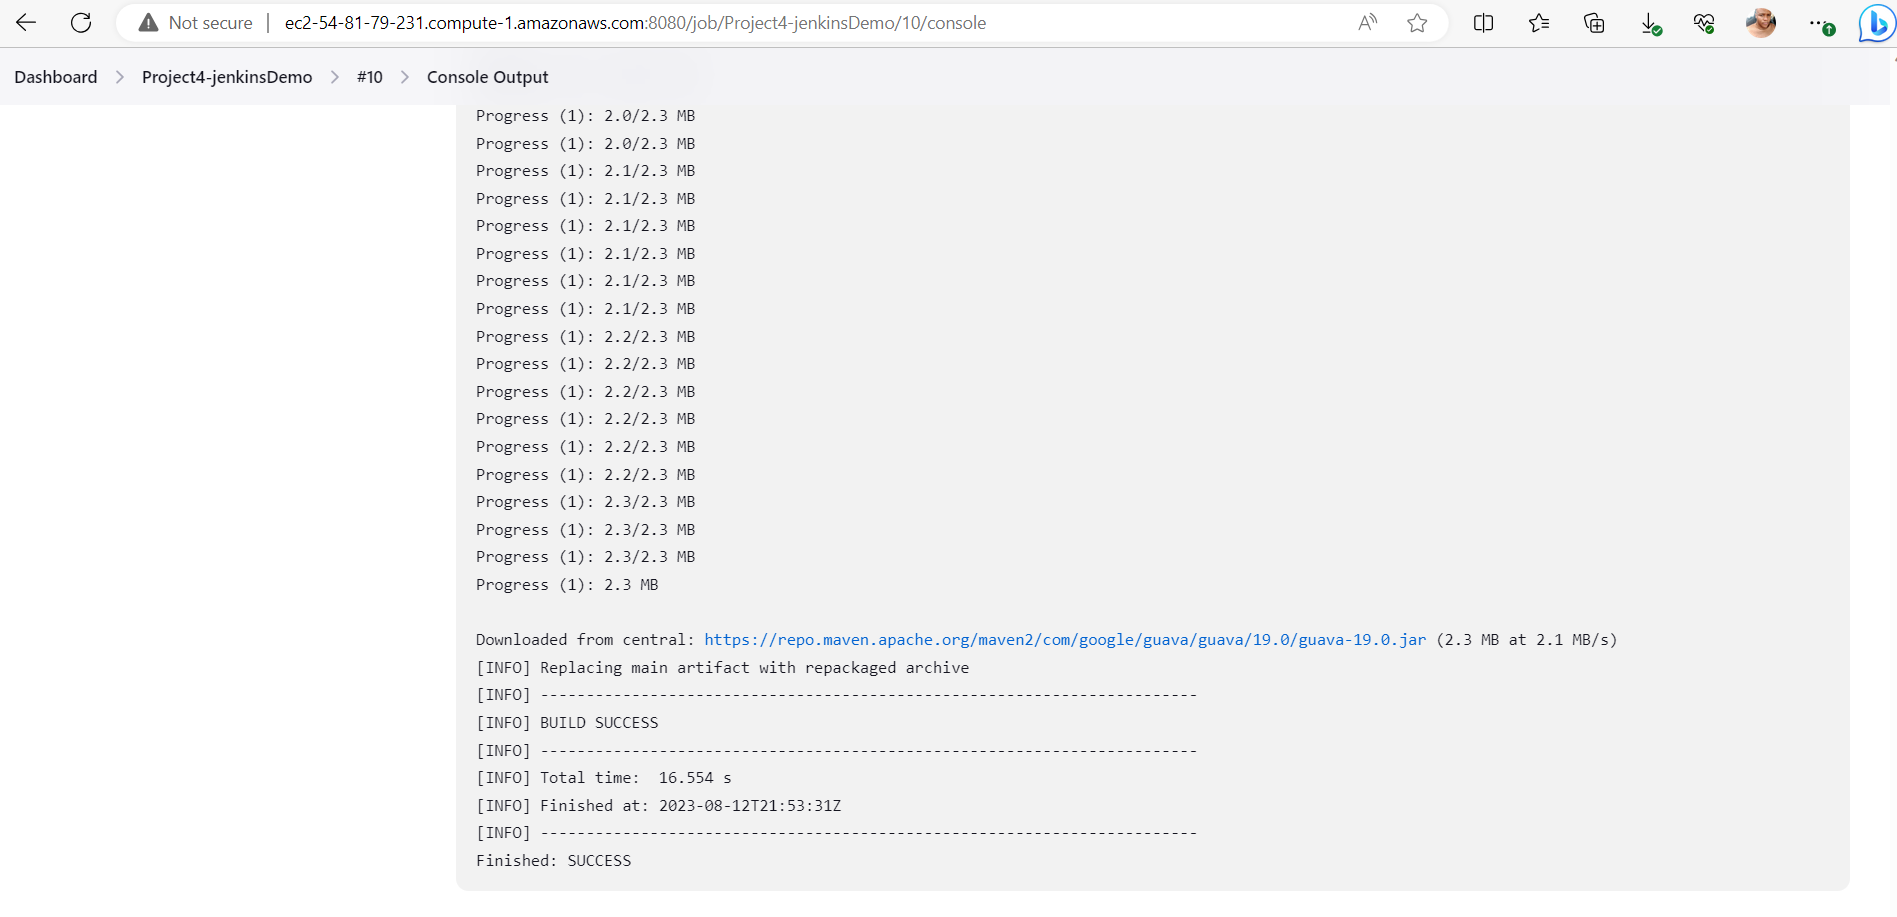 Not secure | ec2-54-81-79-231.compute-1.amazonaws.com:8080/job/Project4-jenkinsDemo/10/console
Dashboard > Project4-jenkinsDemo > #10 > Console Output
Progress (1): 2.0/2.3 MB
Progress (1): 2.0/2.3 MB
Progress (1): 2.1/2.3 MB
Progress (1): 2.1/2.3 MB
Progress (1): 2.1/2.3 MB
Progress (1): 2.1/2.3 MB
Progress (1): 2.1/2.3 MB
Progress (1): 2.1/2.3 MB
Progress (1): 2.2/2.3 MB
Progress (1): 2.2/2.3 MB
Progress (1): 2.2/2.3 MB
Progress (1): 2.2/2.3 MB
Progress (1): 2.2/2.3 MB
Progress (1): 2.2/2.3 MB
Progress (1): 2.3/2.3 MB
Progress (1): 2.3/2.3 MB
Progress (1): 2.3/2.3 MB
Progress (1): 2.3 MB
Downloaded from central: https://repo.maven.apache.org/maven2/com/google/guava/guava/19.0/guava-19.0.jar (2.3 MB at 2.1 MB/s)
[INFO] Replacing main artifact with repackaged archive
[INFO] ------------------------------------------------------------------------
[INFO] BUILD SUCCESS
[INFO] ------------------------------------------------------------------------
[INFO] Total time:  16.554 s
[INFO] Finished at: 2023-08-12T21:53:31Z
[INFO] ------------------------------------------------------------------------
Finished: SUCCESS